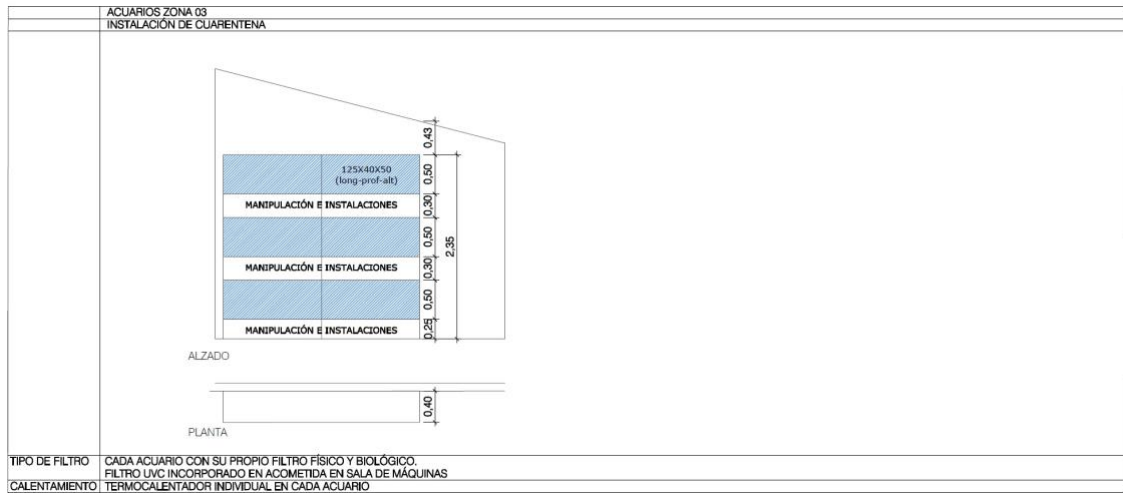 ACUARIOS ZONA 03
INSTALACIÓN DE CUARENTENA
0,43
125X40X50
(long-prof-alt)
0,50
MANIPULACIÓN E INSTALACIONES
0,30
0,50
2,35
MANIPULACIÓN E INSTALACIONES
0,30
0,50
MANIPULACIÓN E INSTALACIONES
0,25
ALZADO
0,40
PLANTA
TIPO DE FILTRO
CADA ACUARIO CON SU PROPIO FILTRO FÍSICO Y BIOLÓGICO.
FILTRO UVC INCORPORADO EN ACOMETIDA EN SALA DE MÁQUINAS
CALENTAMIENTO
TERMOCALENTADOR INDIVIDUAL EN CADA ACUARIO